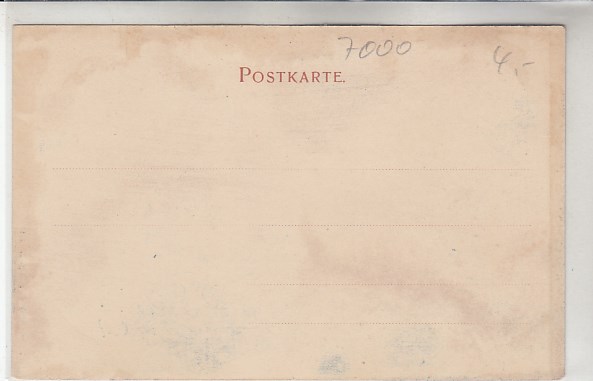 7000
4,-
POSTKARTE.